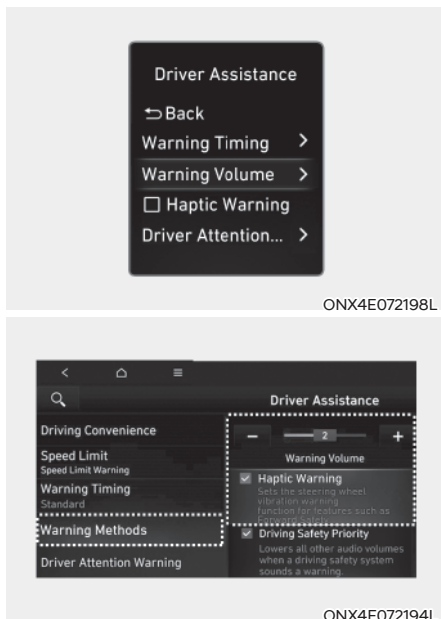 Driver Assistance
Back
Warning Timing >
Warning Volume >
Haptic Warning
Driver Attention... >
ONX4E072198L
Driver Assistance
Driving Convenience
Speed Limit
Speed Limit Warning
Warning Timing
Standard
Warning Methods
Driver Attention Warning
− 2 +
Warning Volume
Haptic Warning
Sets the steering wheel
vibration warning
function for features such as
Forward Safety.
Driving Safety Priority
Lowers all other audio volumes
when a driving safety system
sounds a warning.
ONX4E072194L